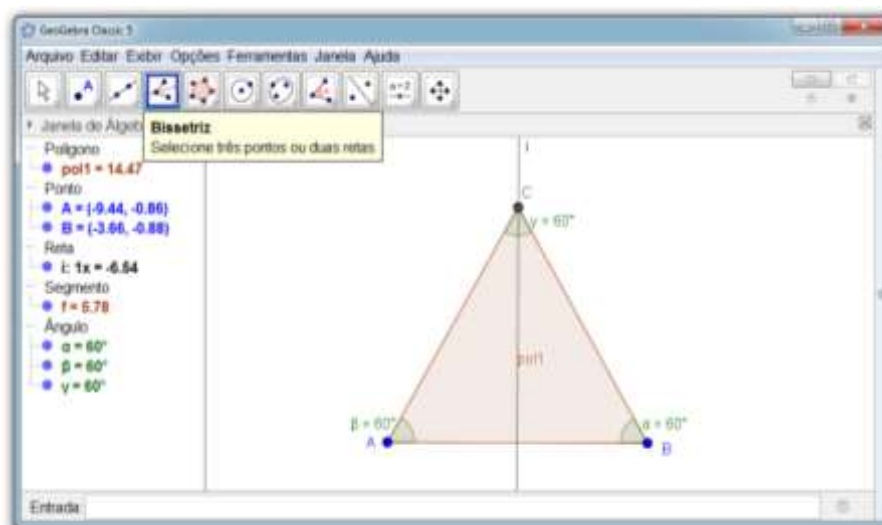 GeoGebra Classic 5
Arquivo Editar Exibir Opções Ferramentas Janela Ajuda
Janela de Álgeb
Bissetriz
Selecione três pontos ou duas retas
Polígono
pol1 = 14.47
Ponto
A = (-9.44, -0.86)
B = (-3.66, -0.88)
Reta
i: 1x = -6.54
Segmento
f = 5.78
Ângulo
α = 60°
β = 60°
γ = 60°
i
C
γ = 60°
pol1
β = 60°
α = 60°
A
B
Entrada: